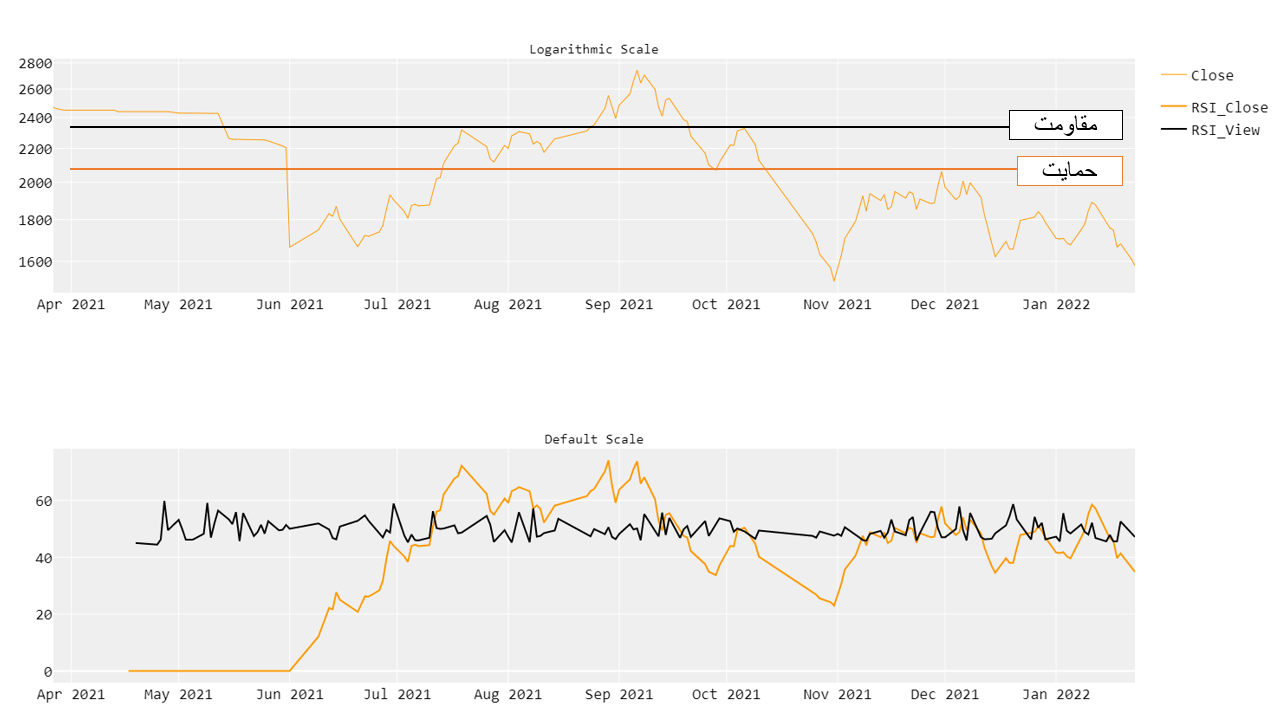 Logarithmic Scale
2800
2600
2400
2200
2000
1800
1600
مقاومت
حمایت
Close
RSI_Close
RSI_View
Apr 2021 May 2021 Jun 2021 Jul 2021 Aug 2021 Sep 2021 Oct 2021 Nov 2021 Dec 2021 Jan 2022
Default Scale
60
40
20
0
Apr 2021 May 2021 Jun 2021 Jul 2021 Aug 2021 Sep 2021 Oct 2021 Nov 2021 Dec 2021 Jan 2022